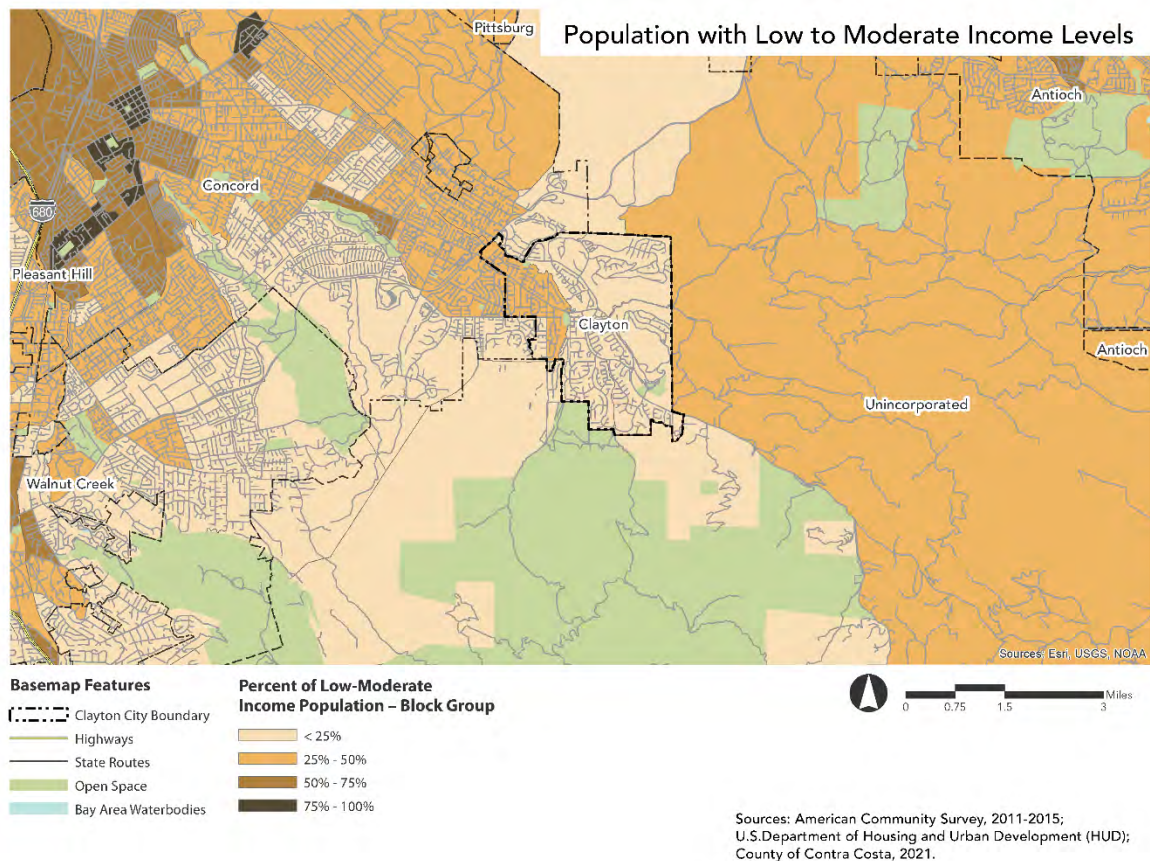 Population with Low to Moderate Income Levels
Pittsburg
Antioch
Concord
680
Pleasant Hill
Clayton
Antioch
Unincorporated
Walnut Creek
Sources: Esri, USGS, NOAA
Basemap Features
Clayton City Boundary
Highways
State Routes
Open Space
Bay Area Waterbodies
Percent of Low-Moderate
Income Population – Block Group
< 25%
25% - 50%
50% - 75%
75% - 100%
Miles
0 0.75 1.5 3
Sources: American Community Survey, 2011-2015;
U.S.Department of Housing and Urban Development (HUD);
County of Contra Costa, 2021.